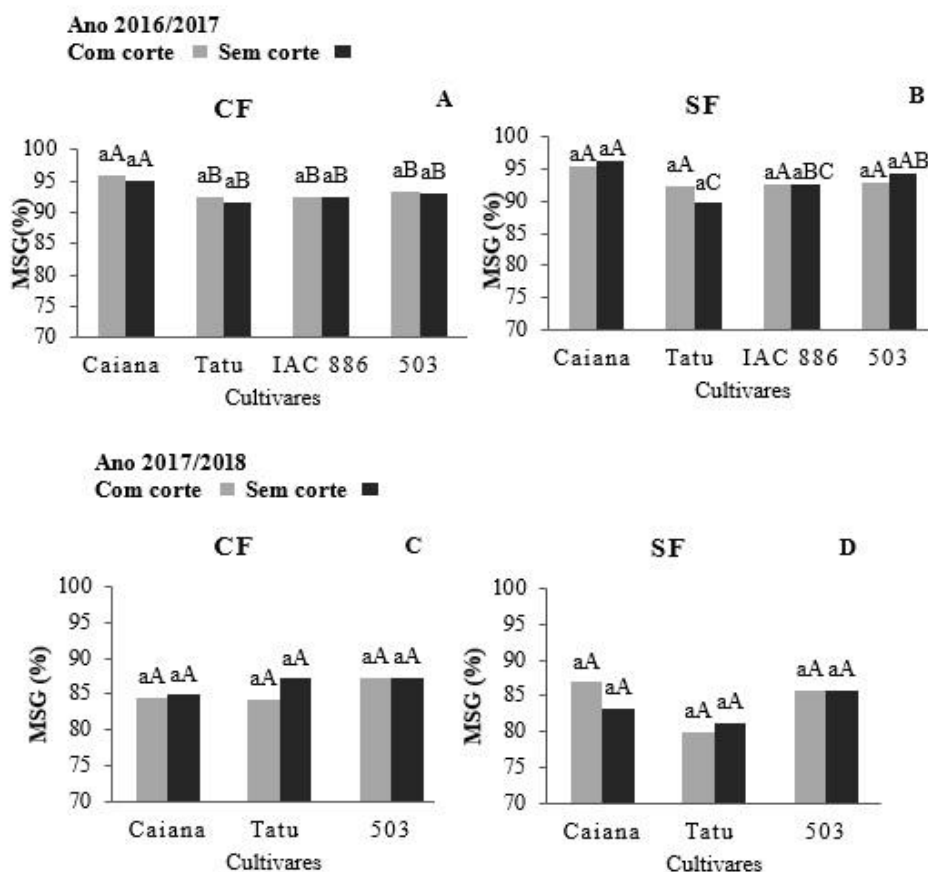 Ano 2016/2017
Com corte Sem corte
CF A
aA aA aB aB aB aB aB aB
100
95
90
85
80
75
70
MSG(%)
Caiana Tatu IAC 886 503
Cultivares
SF B
aA aA aA aC aA aBC aA aAB
100
95
90
85
80
75
70
MSG (%)
Caiana Tatu IAC 886 503
Cultivares
Ano 2017/2018
Com corte Sem corte
CF C
aA aA aA aA aA aA
100
95
90
85
80
75
70
MSG (%)
Caiana Tatu 503
Cultivares
SF D
aA aA aA aA aA aA
100
95
90
85
80
75
70
MSG (%)
Caiana Tatu 503
Cultivares